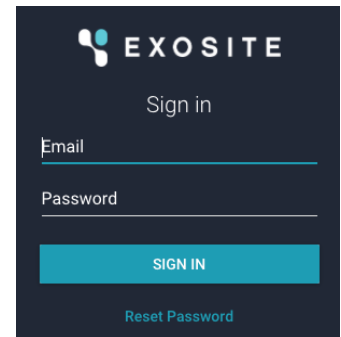 EXOSITE
Sign in
Email
Password
SIGN IN
Reset Password